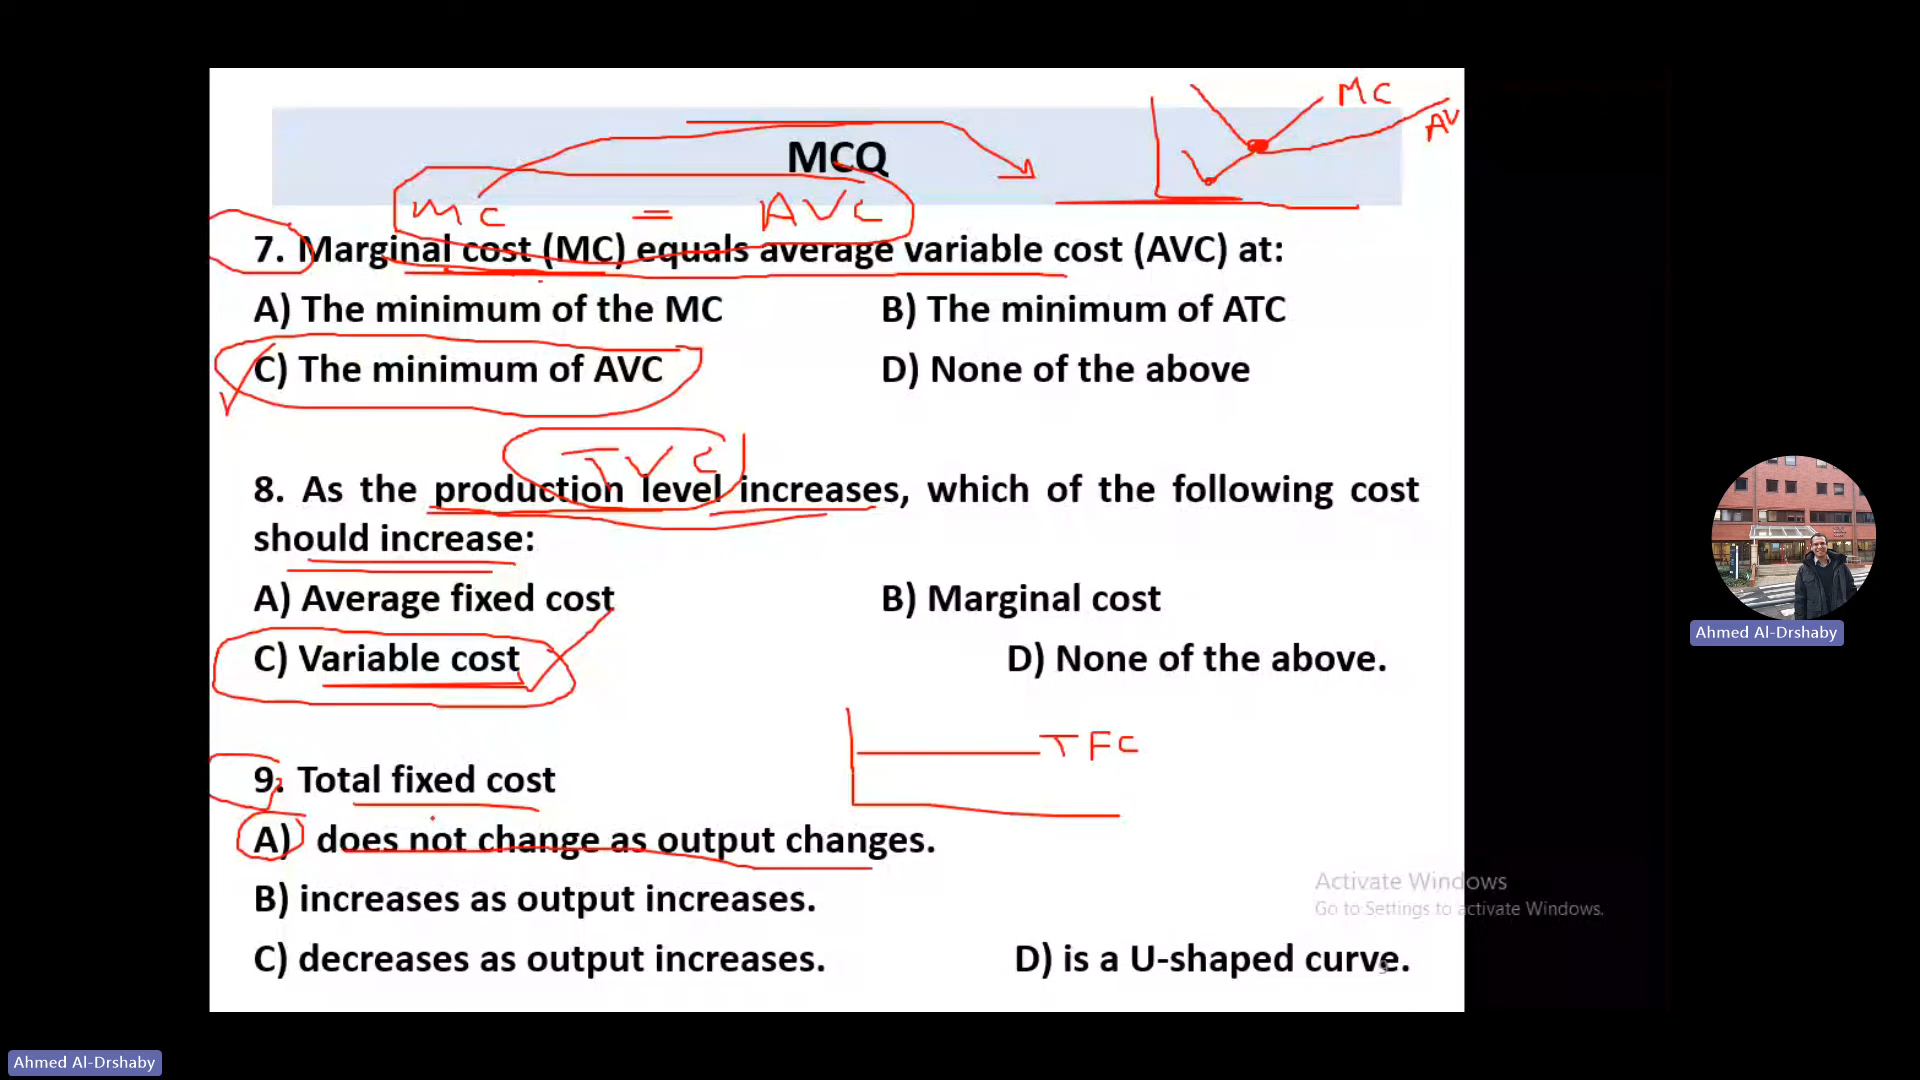 MC
AV
MCQ
MC = AVC
7. Marginal cost (MC) equals average variable cost (AVC) at:
A) The minimum of the MC B) The minimum of ATC
C) The minimum of AVC D) None of the above
TVC
8. As the production level increases, which of the following cost
should increase:
A) Average fixed cost B) Marginal cost
C) Variable cost D) None of the above.
TFC
9. Total fixed cost
A) does not change as output changes.
B) increases as output increases.
C) decreases as output increases. D) is a U-shaped curve.
9
Activate Windows
Go to Settings to activate Windows.
Ahmed Al-Drshaby
Ahmed Al-Drshaby